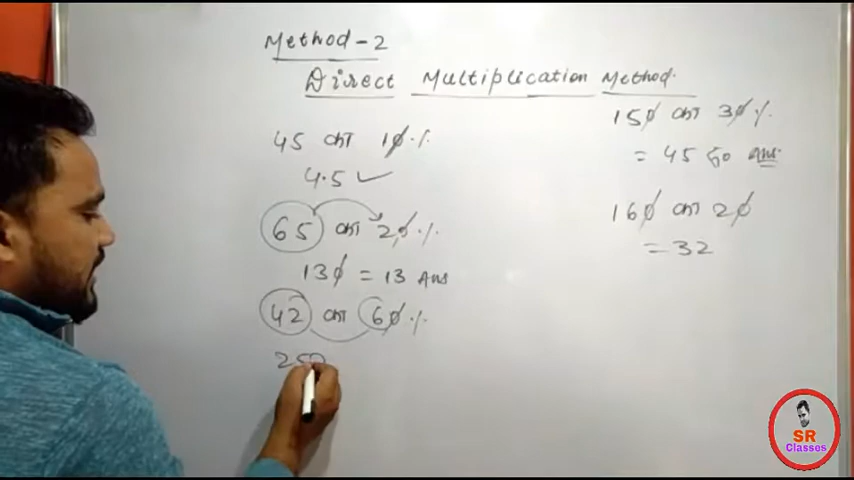 Method-2
Direct Multiplication Method.
45 का 10%
4.5 ✓
65 का 20%
130 = 13 Ans
42 का 60%
150 का 30%
= 45 रु० Ans.
160 का 20
= 32
SR
Classes